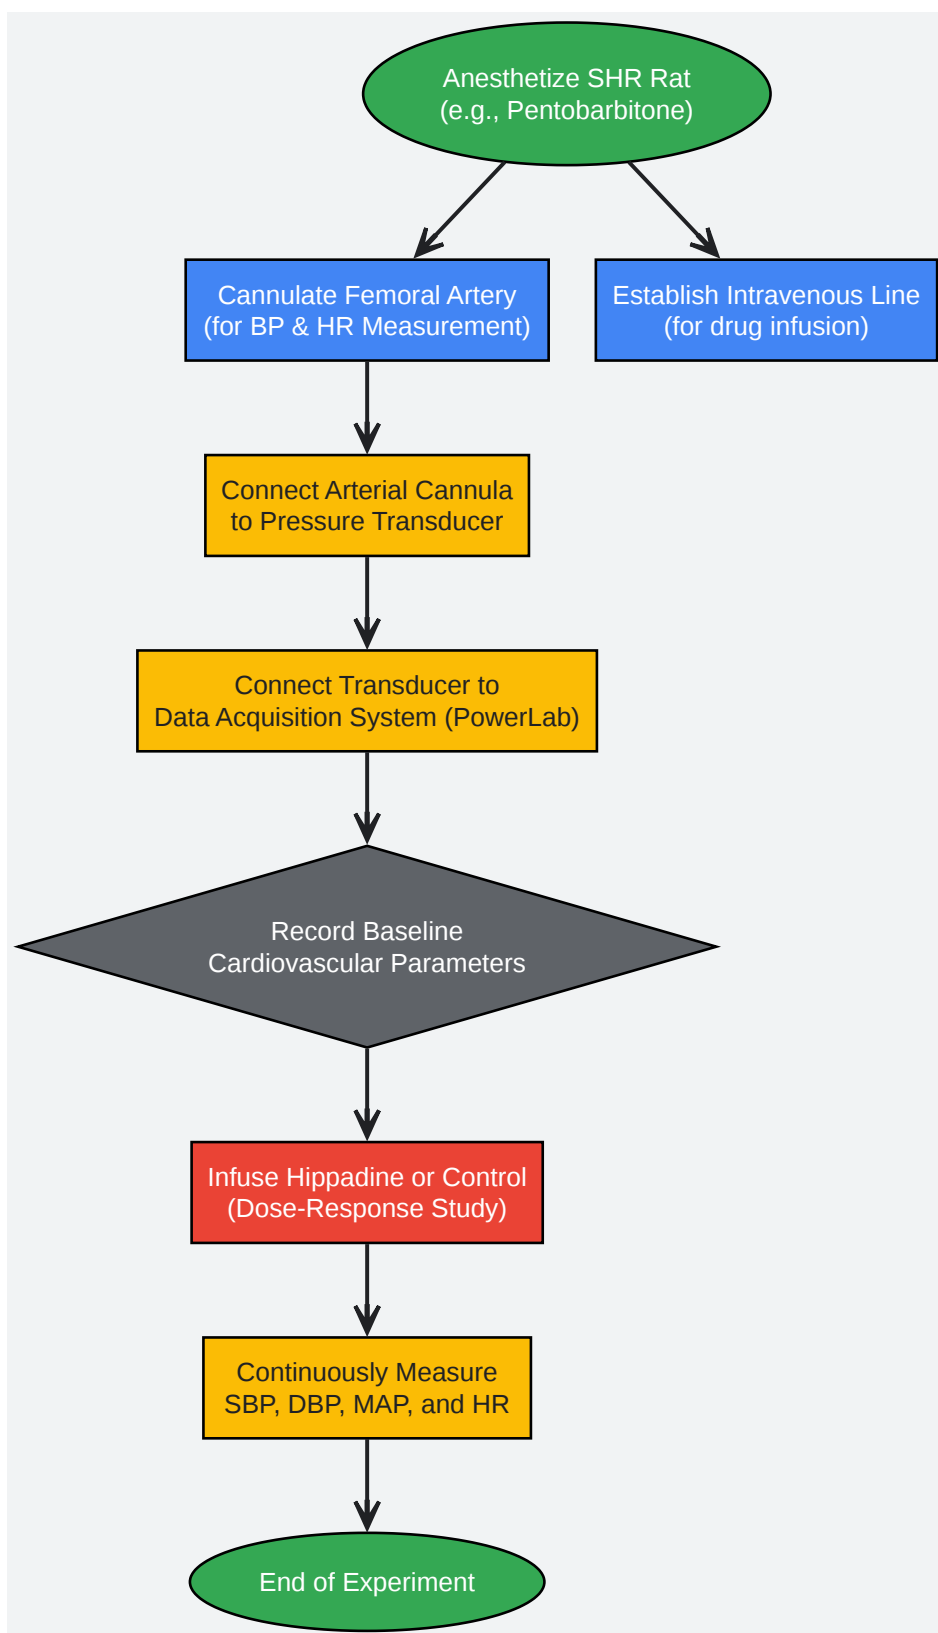 Anesthetize SHR Rat
(e.g., Pentobarbitone)
Cannulate Femoral Artery
(for BP & HR Measurement)
Establish Intravenous Line
(for drug infusion)
Connect Arterial Cannula
to Pressure Transducer
Connect Transducer to
Data Acquisition System (PowerLab)
Record Baseline
Cardiovascular Parameters
Infuse Hippadine or Control
(Dose-Response Study)
Continuously Measure
SBP, DBP, MAP, and HR
End of Experiment